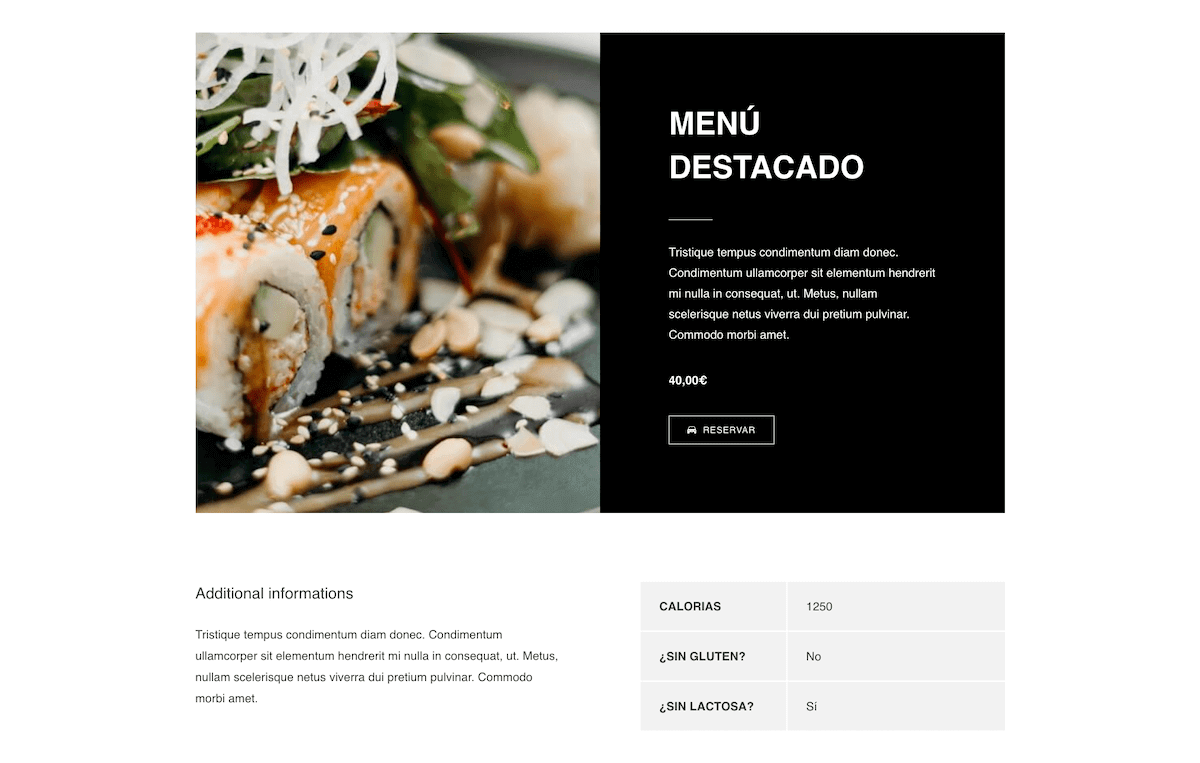 MENÚ
DESTACADO
Tristique tempus condimentum diam donec.
Condimentum ullamcorper sit elementum hendrerit
mi nulla in consequat, ut. Metus, nullam
scelerisque netus viverra dui pretium pulvinar.
Commodo morbi amet.
40,00€
RESERVAR
Additional informations
Tristique tempus condimentum diam donec. Condimentum
ullamcorper sit elementum hendrerit mi nulla in consequat, ut. Metus,
nullam scelerisque netus viverra dui pretium pulvinar. Commodo
morbi amet.
CALORIAS 1250
¿SIN GLUTEN? No
¿SIN LACTOSA? Sí